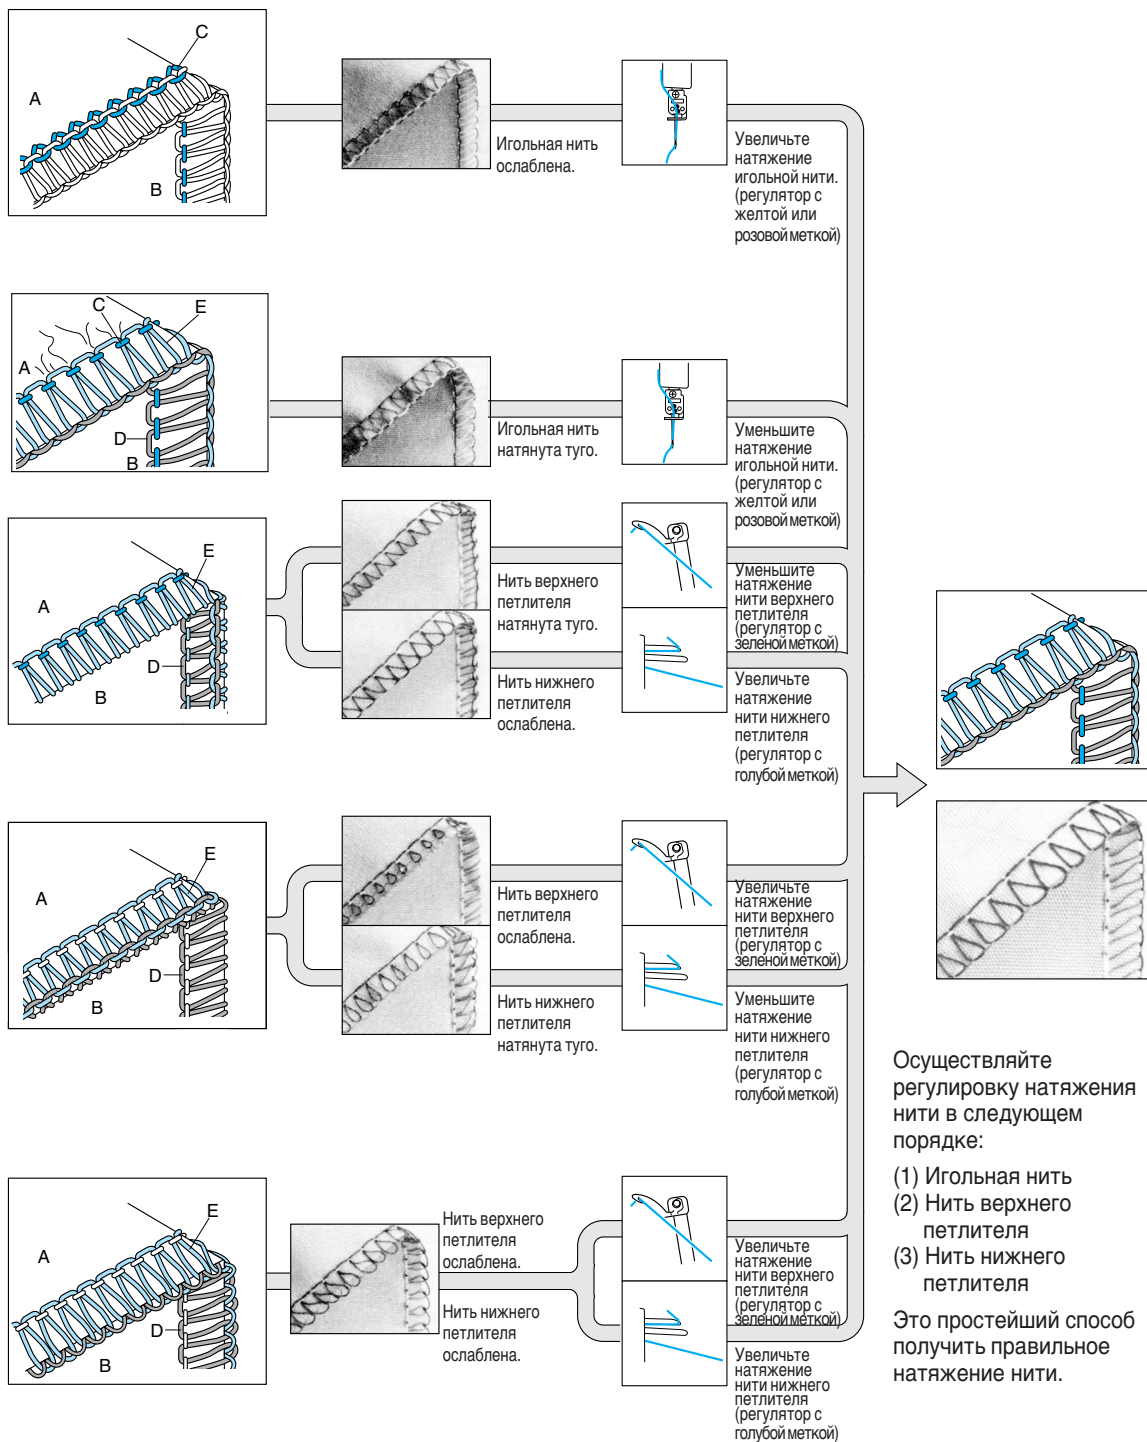 C
A
B
Игольная нить
ослаблена.
Увеличьте
натяжение
игольной нити.
(регулятор с
желтой или
розовой меткой)
C
E
A
D
B
Игольная нить
натянута туго.
Уменьшите
натяжение
игольной нити.
(регулятор с
желтой или
розовой меткой)
E
A
D
B
Нить верхнего
петлителя
натянута туго.
Уменьшите
натяжение
нити верхнего
петлителя
(регулятор с
зеленой меткой)
Нить нижнего
петлителя
ослаблена.
Увеличьте
натяжение
нити нижнего
петлителя
(регулятор с
голубой меткой)
E
A
D
B
Нить верхнего
петлителя
ослаблена.
Увеличьте
натяжение
нити верхнего
петлителя
(регулятор с
зеленой меткой)
Нить нижнего
петлителя
натянута туго.
Уменьшите
натяжение
нити нижнего
петлителя
(регулятор с
голубой меткой)
E
A
D
B
Нить верхнего
петлителя
ослаблена.
Нить нижнего
петлителя
ослаблена.
Увеличьте
натяжение
нити верхнего
петлителя
(регулятор с
зеленой меткой)
Увеличьте
натяжение
нити нижнего
петлителя
(регулятор с
голубой меткой)
Осуществляйте
регулировку натяжения
нити в следующем
порядке:
(1) Игольная нить
(2) Нить верхнего
петлителя
(3) Нить нижнего
петлителя
Это простейший способ
получить правильное
натяжение нити.